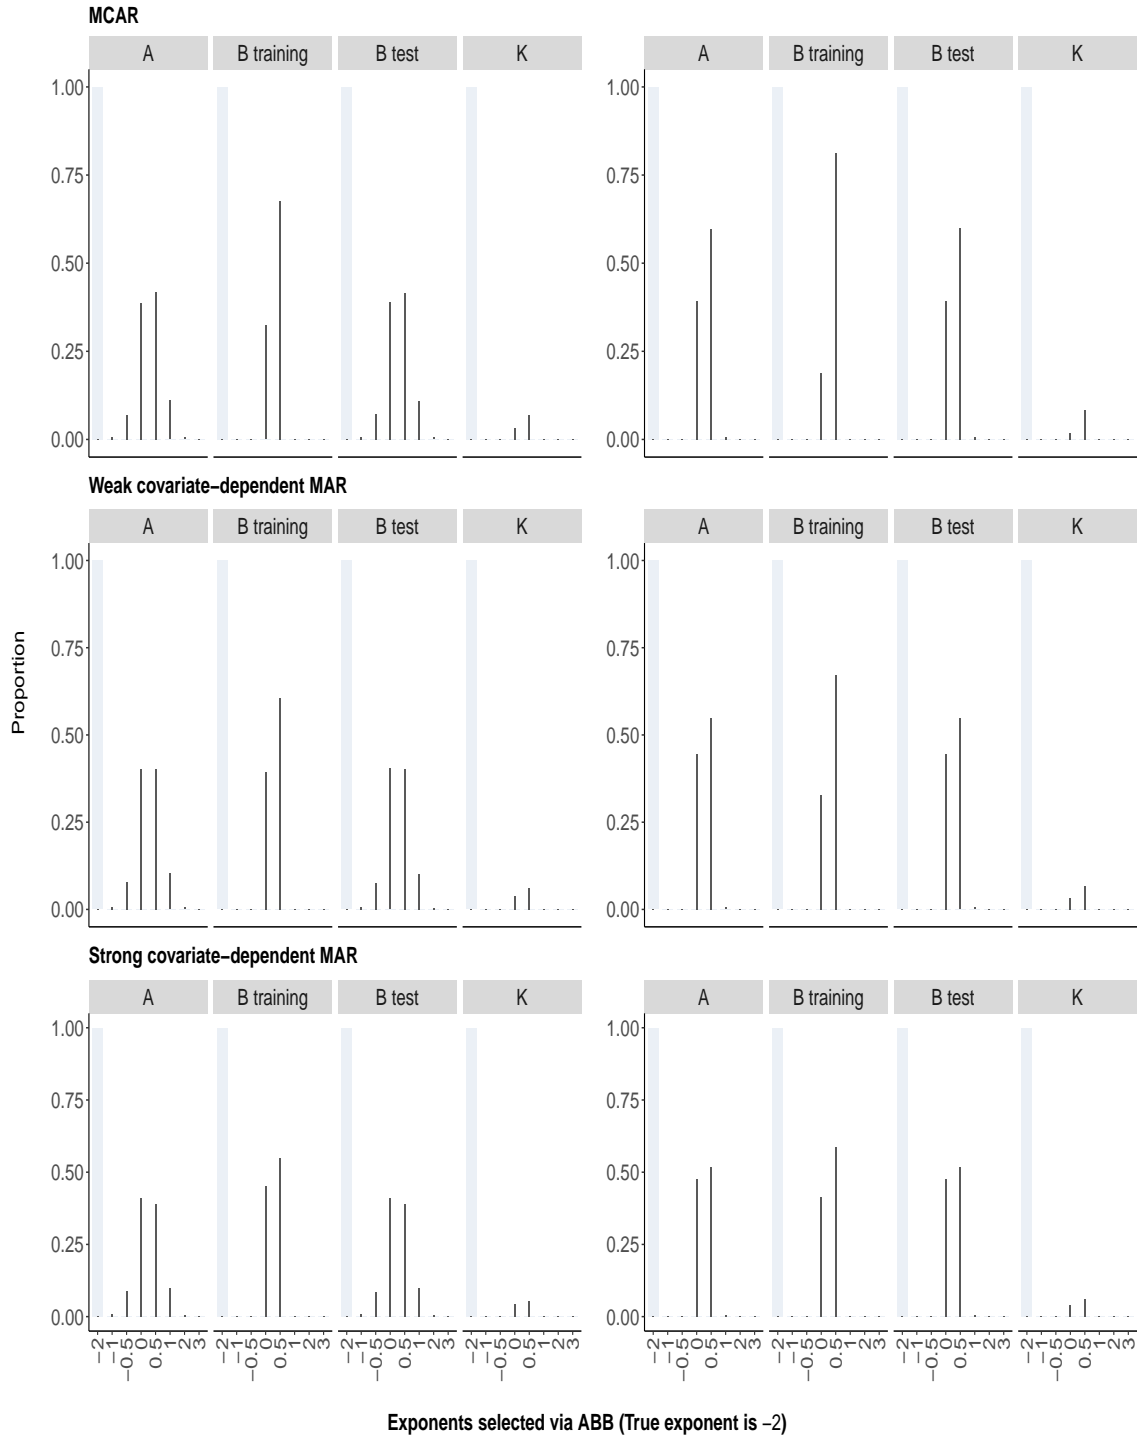 MCAR
A B training B test K A B training B test K
1.00 1.00
0.75 0.75
0.50 0.50
0.25 0.25
0.00 0.00
Weak covariate−dependent MAR
A B training B test K A B training B test K
1.00 1.00
0.75 0.75
0.50 0.50
0.25 0.25
0.00 0.00
Proportion
Strong covariate−dependent MAR
A B training B test K A B training B test K
1.00 1.00
0.75 0.75
0.50 0.50
0.25 0.25
0.00 0.00
−2 −1 −0.5 0 0.5 1 2 3 −2 −1 −0.5 0 0.5 1 2 3 −2 −1 −0.5 0 0.5 1 2 3 −2 −1 −0.5 0 0.5 1 2 3 −2 −1 −0.5 0 0.5 1 2 3 −2 −1 −0.5 0 0.5 1 2 3 −2 −1 −0.5 0 0.5 1 2 3 −2 −1 −0.5 0 0.5 1 2 3
Exponents selected via ABB (True exponent is −2)